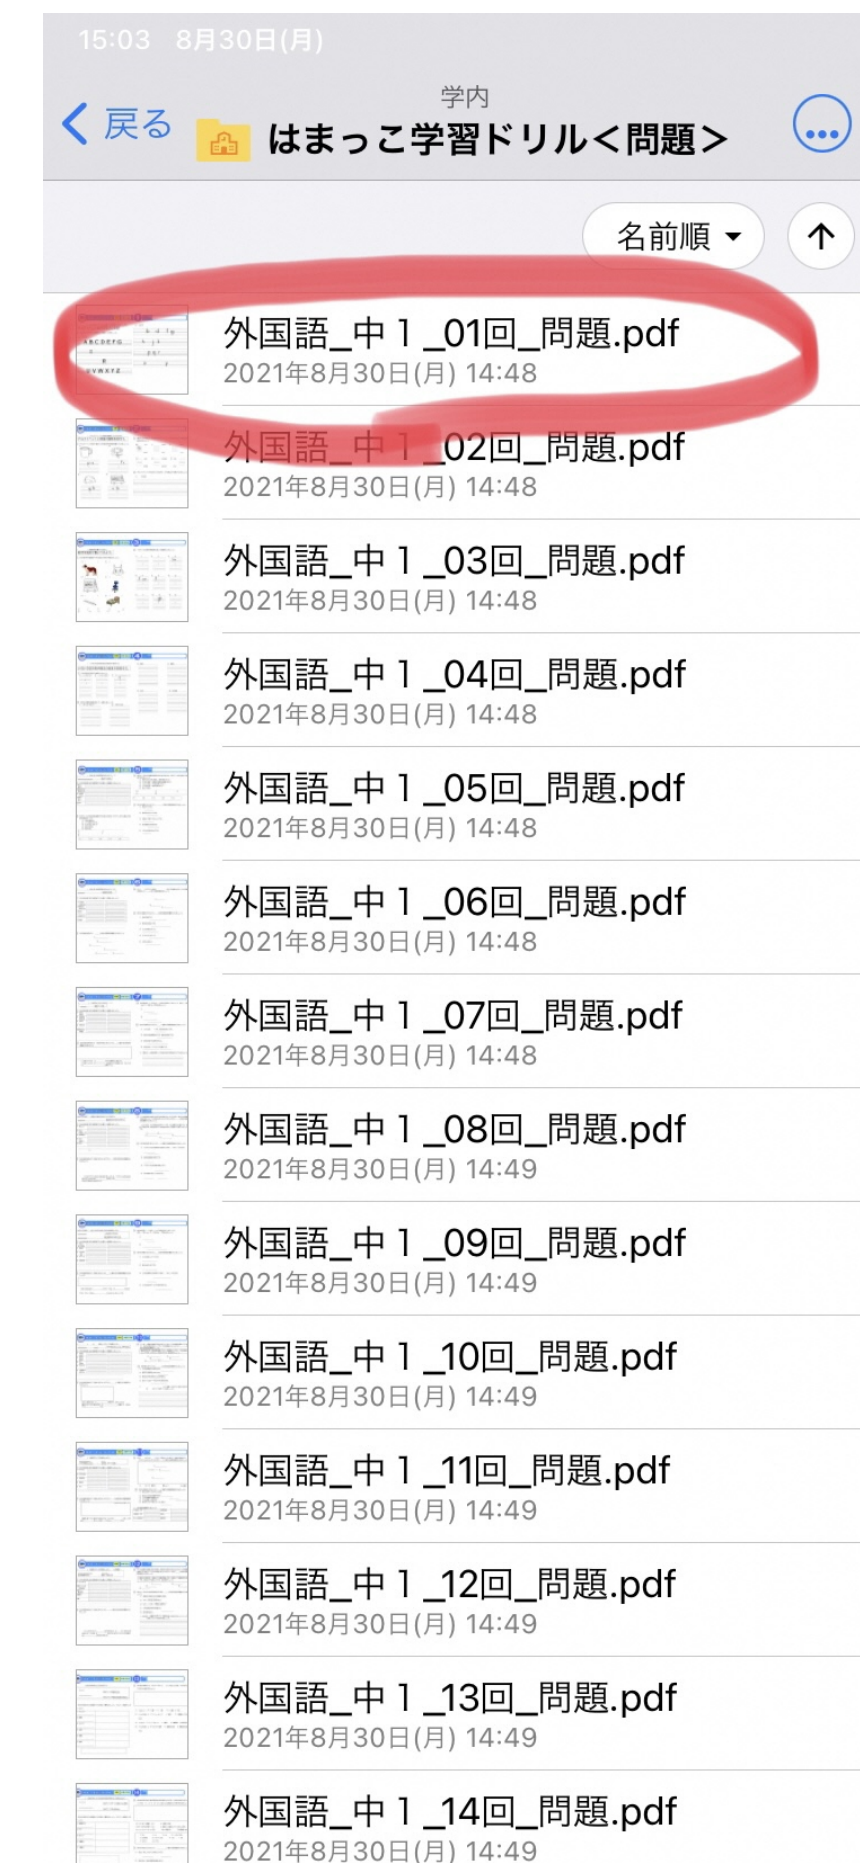 15:03 8月30日(月)
学内
戻る
はまっこ学習ドリル＜問題＞
名前順
外国語_中１_01回_問題.pdf
2021年8月30日(月) 14:48
外国語_中１_02回_問題.pdf
2021年8月30日(月) 14:48
外国語_中１_03回_問題.pdf
2021年8月30日(月) 14:48
外国語_中１_04回_問題.pdf
2021年8月30日(月) 14:48
外国語_中１_05回_問題.pdf
2021年8月30日(月) 14:48
外国語_中１_06回_問題.pdf
2021年8月30日(月) 14:48
外国語_中１_07回_問題.pdf
2021年8月30日(月) 14:48
外国語_中１_08回_問題.pdf
2021年8月30日(月) 14:49
外国語_中１_09回_問題.pdf
2021年8月30日(月) 14:49
外国語_中１_10回_問題.pdf
2021年8月30日(月) 14:49
外国語_中１_11回_問題.pdf
2021年8月30日(月) 14:49
外国語_中１_12回_問題.pdf
2021年8月30日(月) 14:49
外国語_中１_13回_問題.pdf
2021年8月30日(月) 14:49
外国語_中１_14回_問題.pdf
2021年8月30日(月) 14:49